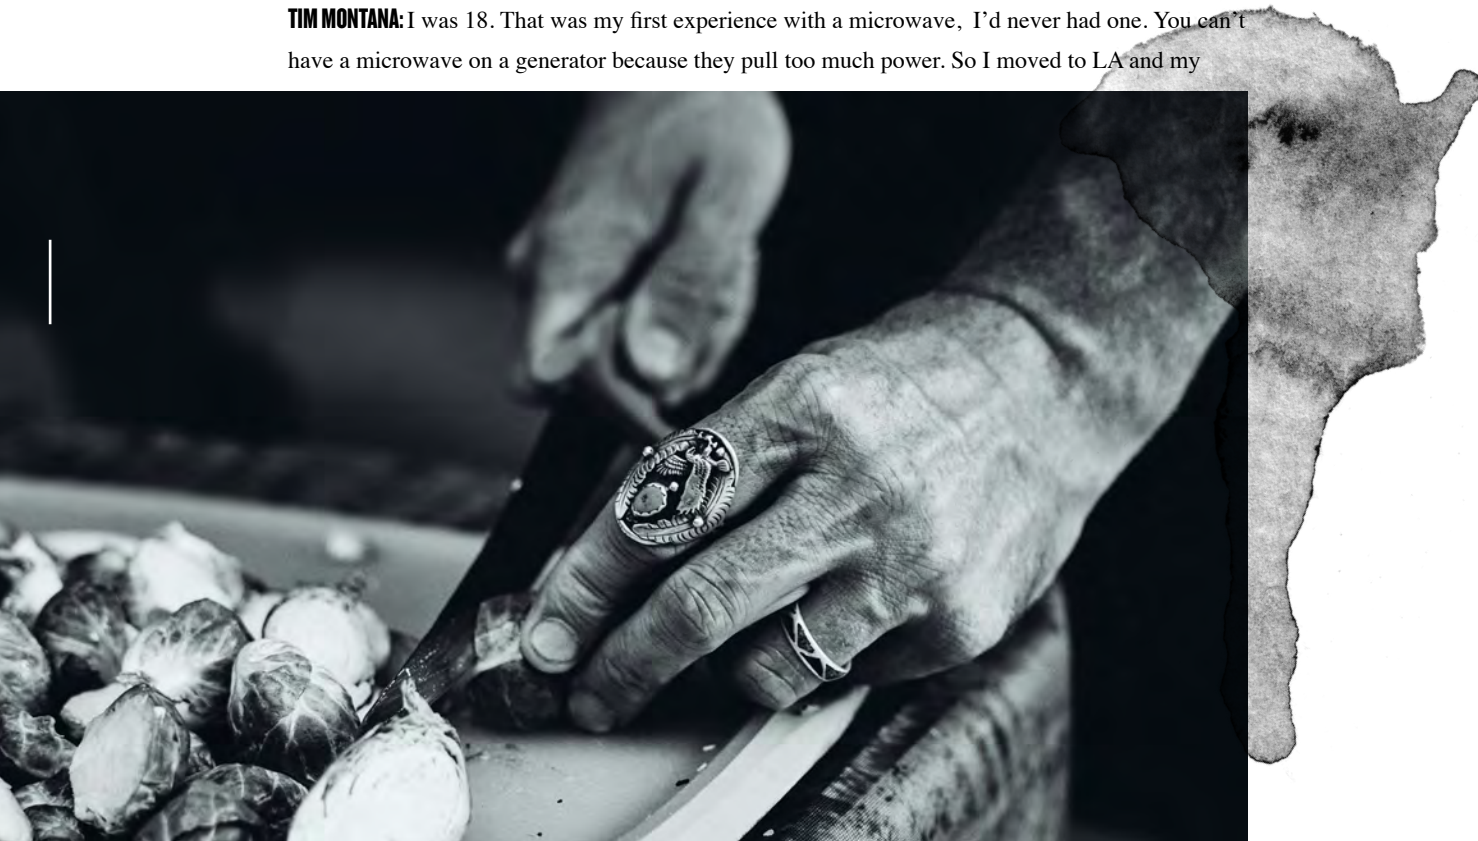 TIM MONTANA: I was 18. That was my first experience with a microwave, I’d never had one. You can’t
have a microwave on a generator because they pull too much power. So I moved to LA and my